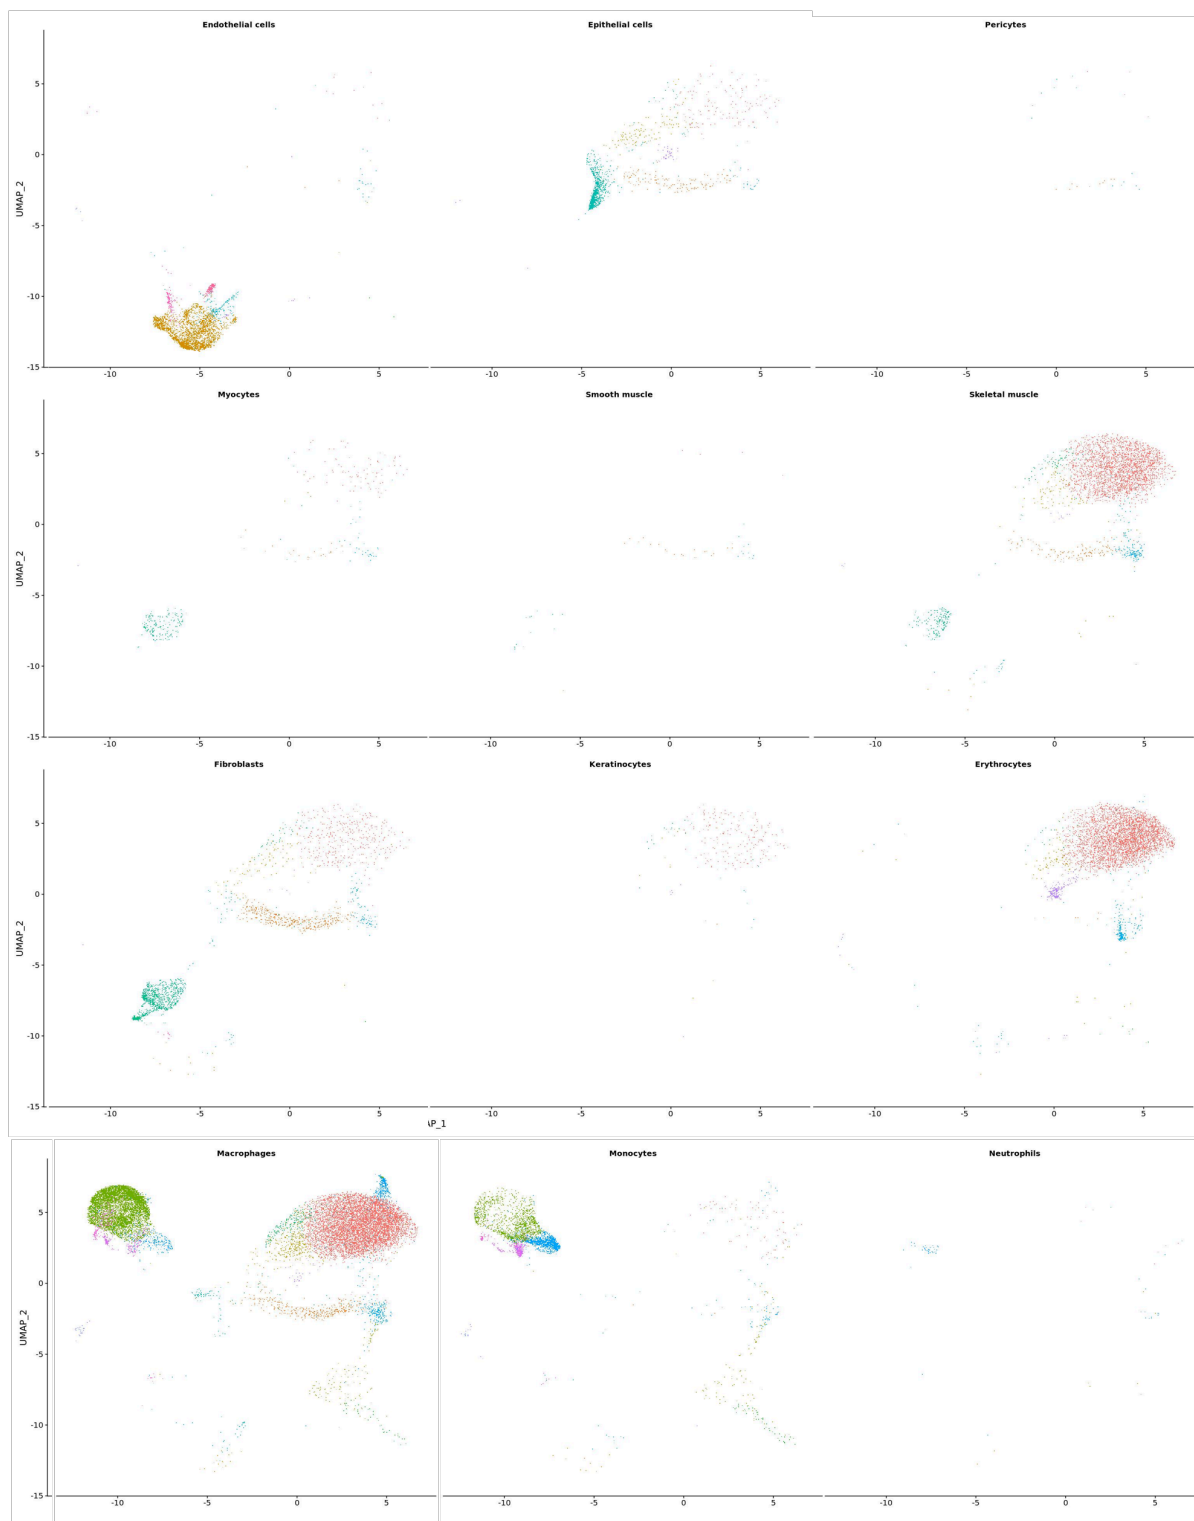 Endothelial cells Epithelial cells Pericytes
5
0
-5
-10
-15
UMAP_2
-10 -5 0 5 -10 -5 0 5 -10 -5 0 5
Myocytes Smooth muscle Skeletal muscle
5
0
-5
-10
-15
UMAP_2
-10 -5 0 5 -10 -5 0 5 -10 -5 0 5
Fibroblasts Keratinocytes Erythrocytes
5
0
-5
-10
-15
UMAP_2
-10 -5 0 5 -10 -5 0 5 -10 -5 0 5
AP_1
Macrophages Monocytes Neutrophils
5
0
-5
-10
-15
UMAP_2
-10 -5 0 5 -10 -5 0 5 -10 -5 0 5